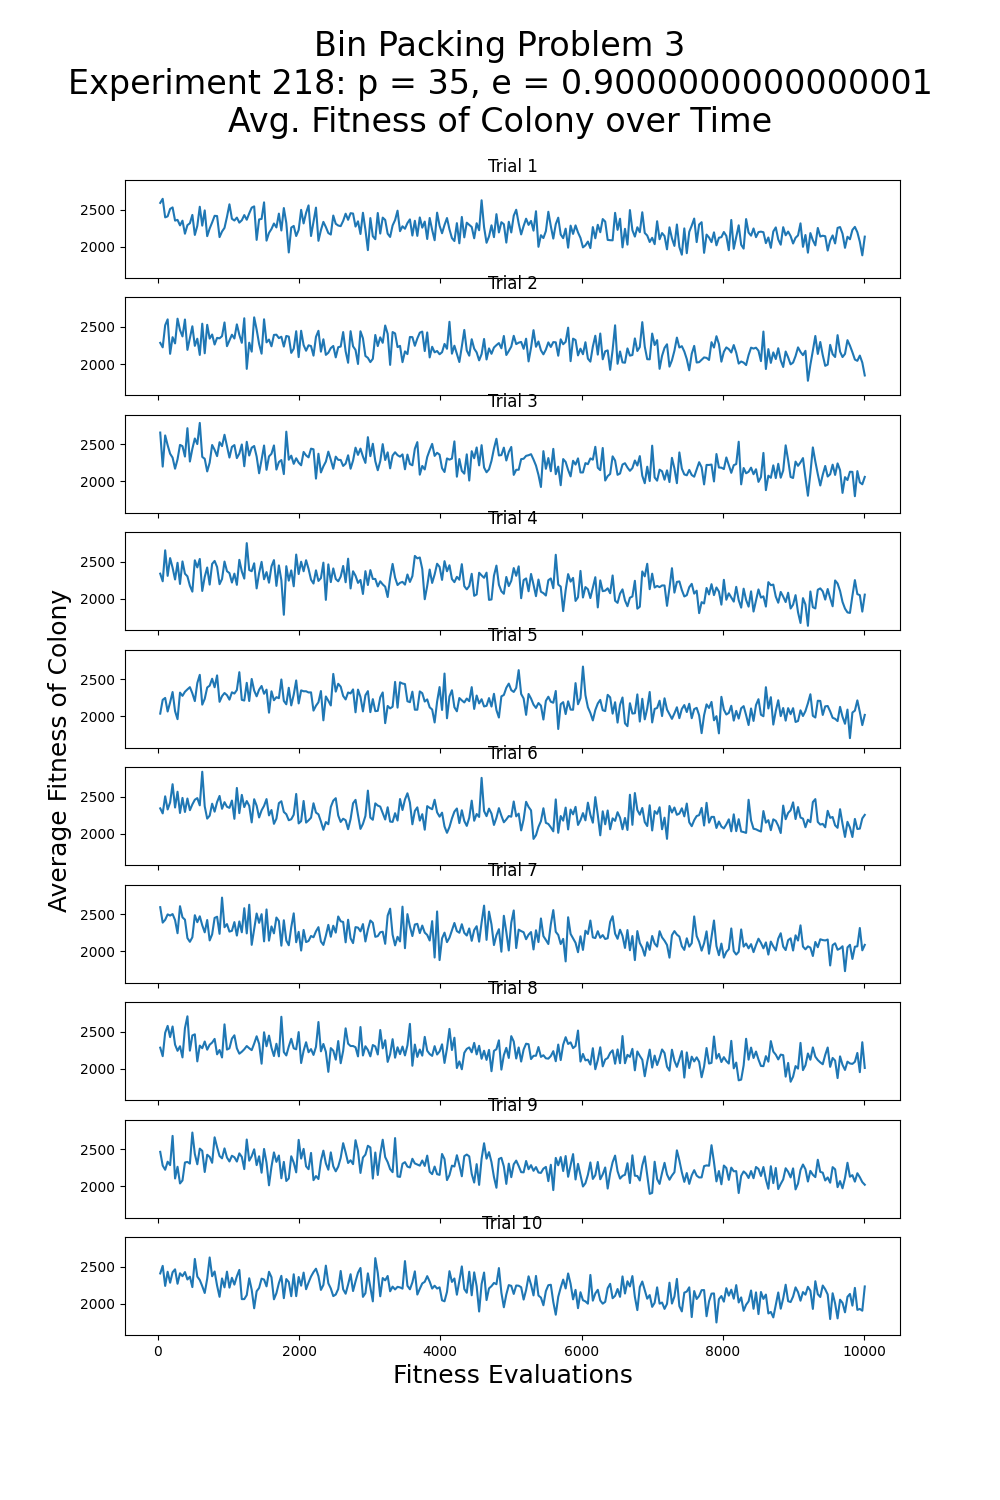 Bin Packing Problem 3
Experiment 218: p = 35, e = 0.9000000000000001
Avg. Fitness of Colony over Time
Trial 1
2500
2000
Trial 2
2500
2000
Trial 3
2500
2000
Trial 4
2500
2000
Trial 5
2500
2000
Trial 6
2500
2000
Trial 7
2500
2000
Trial 8
2500
2000
Trial 9
2500
2000
Trial 10
2500
2000
0 2000 4000 6000 8000 10000
Fitness Evaluations
Average Fitness of Colony